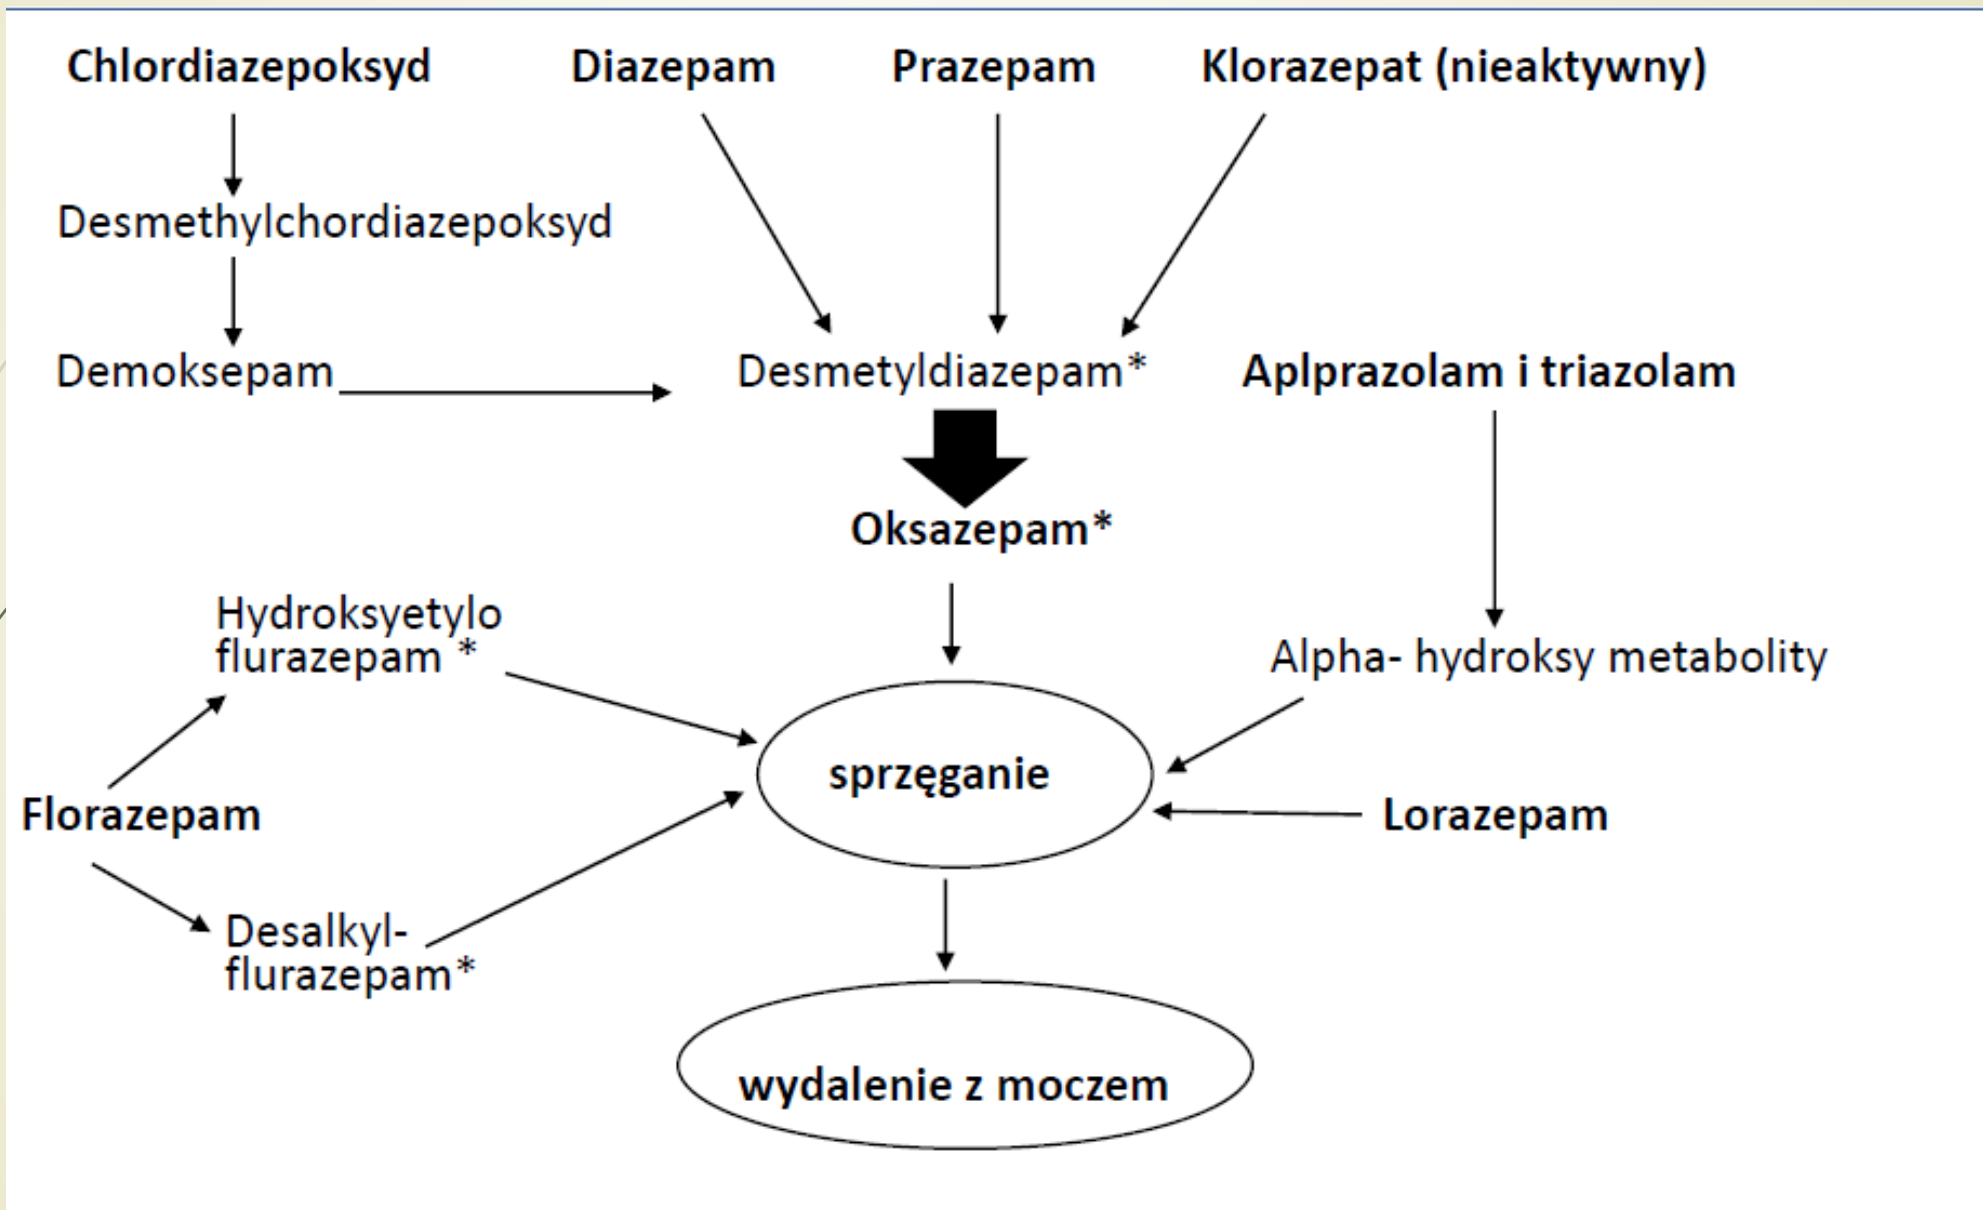 Chlordiazepoksyd
Diazepam
Prazepam
Klorazepat (nieaktywny)
Desmethylchordiazepoksyd
Demoksepam
Desmetyldiazepam*
Aplprazolam i triazolam
Oksazepam*
Hydroksyetylo
flurazepam *
Alpha- hydroksy metabolity
sprzęganie
Florazepam
Lorazepam
Desalkyl-
flurazepam*
wydalenie z moczem